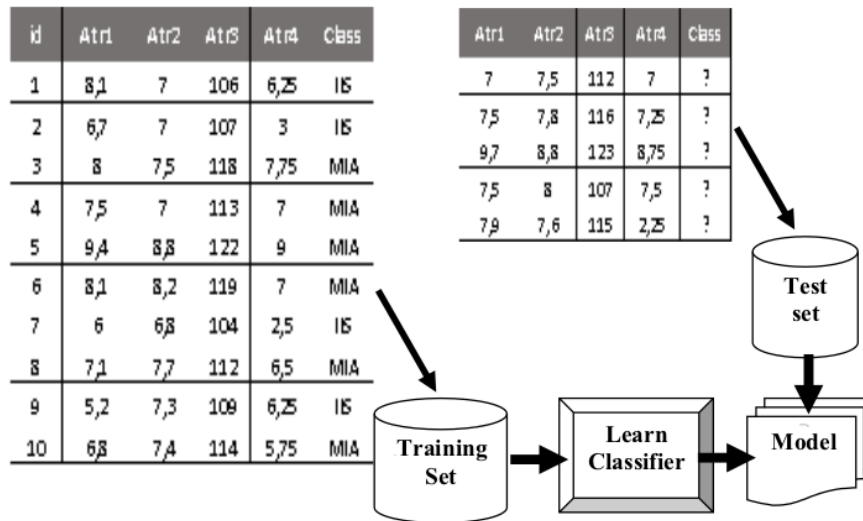 id Atr1 Atr2 Atr3 Atr4 Class
1 8,1 7 106 6,25 IIS
2 6,7 7 107 3 IIS
3 8 7,5 118 7,75 MIA
4 7,5 7 113 7 MIA
5 9,4 8,8 122 9 MIA
6 8,1 8,2 119 7 MIA
7 6 6,8 104 2,5 IIS
8 7,1 7,7 112 6,5 MIA
9 5,2 7,3 109 6,25 IIS
10 6,8 7,4 114 5,75 MIA
Atr1 Atr2 Atr3 Atr4 Class
7 7,5 112 7 ?
7,5 7,8 116 7,25 ?
9,7 8,8 123 8,75 ?
7,5 8 107 7,5 ?
7,9 7,6 115 2,25 ?
Test
set
Training
Set
Learn
Classifier
Model